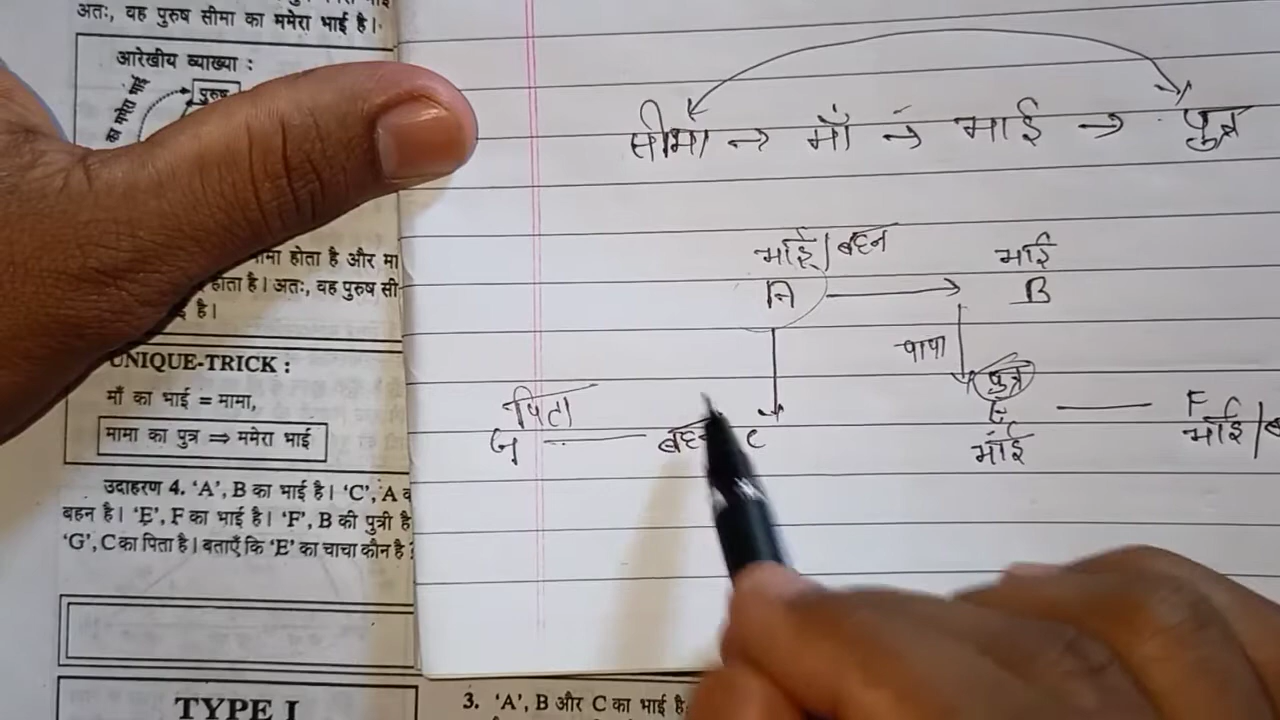 अतः, वह पुरुष सीमा का ममेरा भाई है।
आरेखीय व्याख्या :
का ममेरा भाई
पुरुष
होता है और मा
होता है। अतः, वह पुरुष सी
है।
UNIQUE-TRICK :
माँ का भाई = मामा,
मामा का पुत्र ⇒ ममेरा भाई
उदाहरण 4. ‘A’, B का भाई है। ‘C’, A व
बहन है। ‘E’, F का भाई है। ‘F’, B की पुत्री है
‘G’, C का पिता है। बताएँ कि ‘E’ का चाचा कौन है ?
TYPE I
3. ‘A’, B और C का भाई है
सीमा → माँ → भाई → पुत्र
भाई/बहन भाई
A B
पापा
पुत्र
पिता E F
G बहन C
भाई भाई/ब